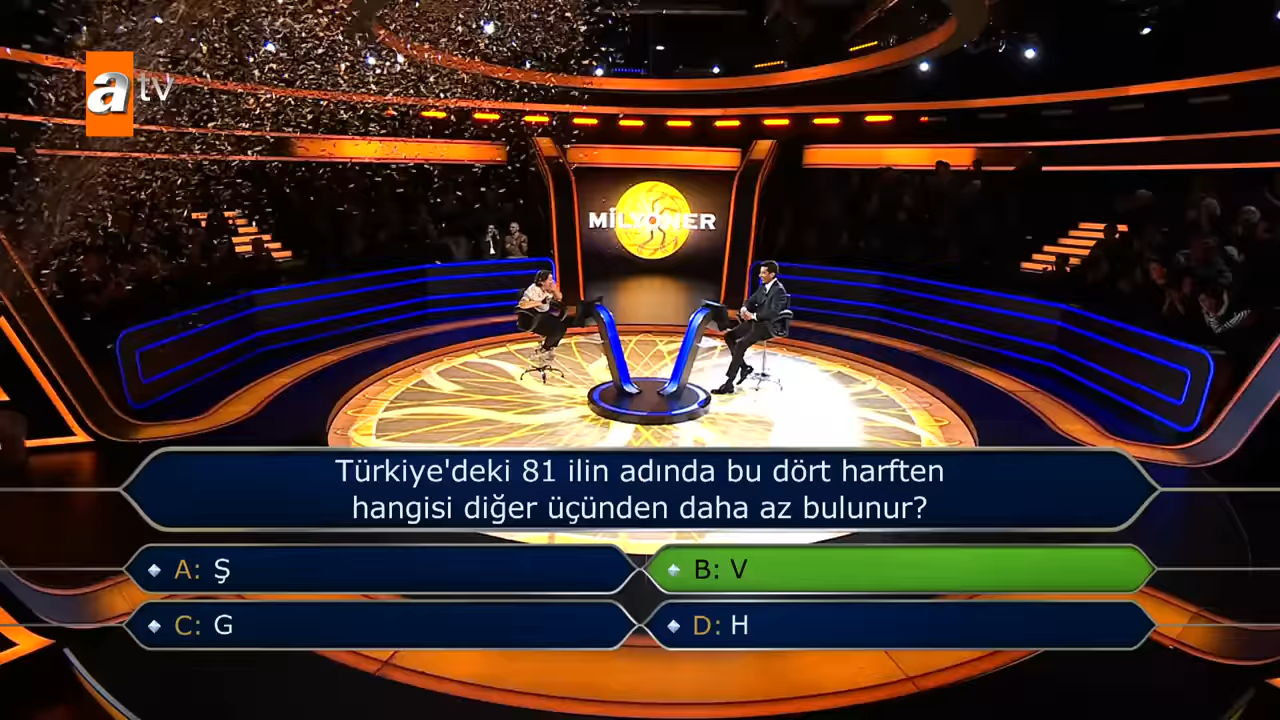 atv
MİLYONER
Türkiye'deki 81 ilin adında bu dört harften
hangisi diğer üçünden daha az bulunur?
A: Ş
B: V
C: G
D: H